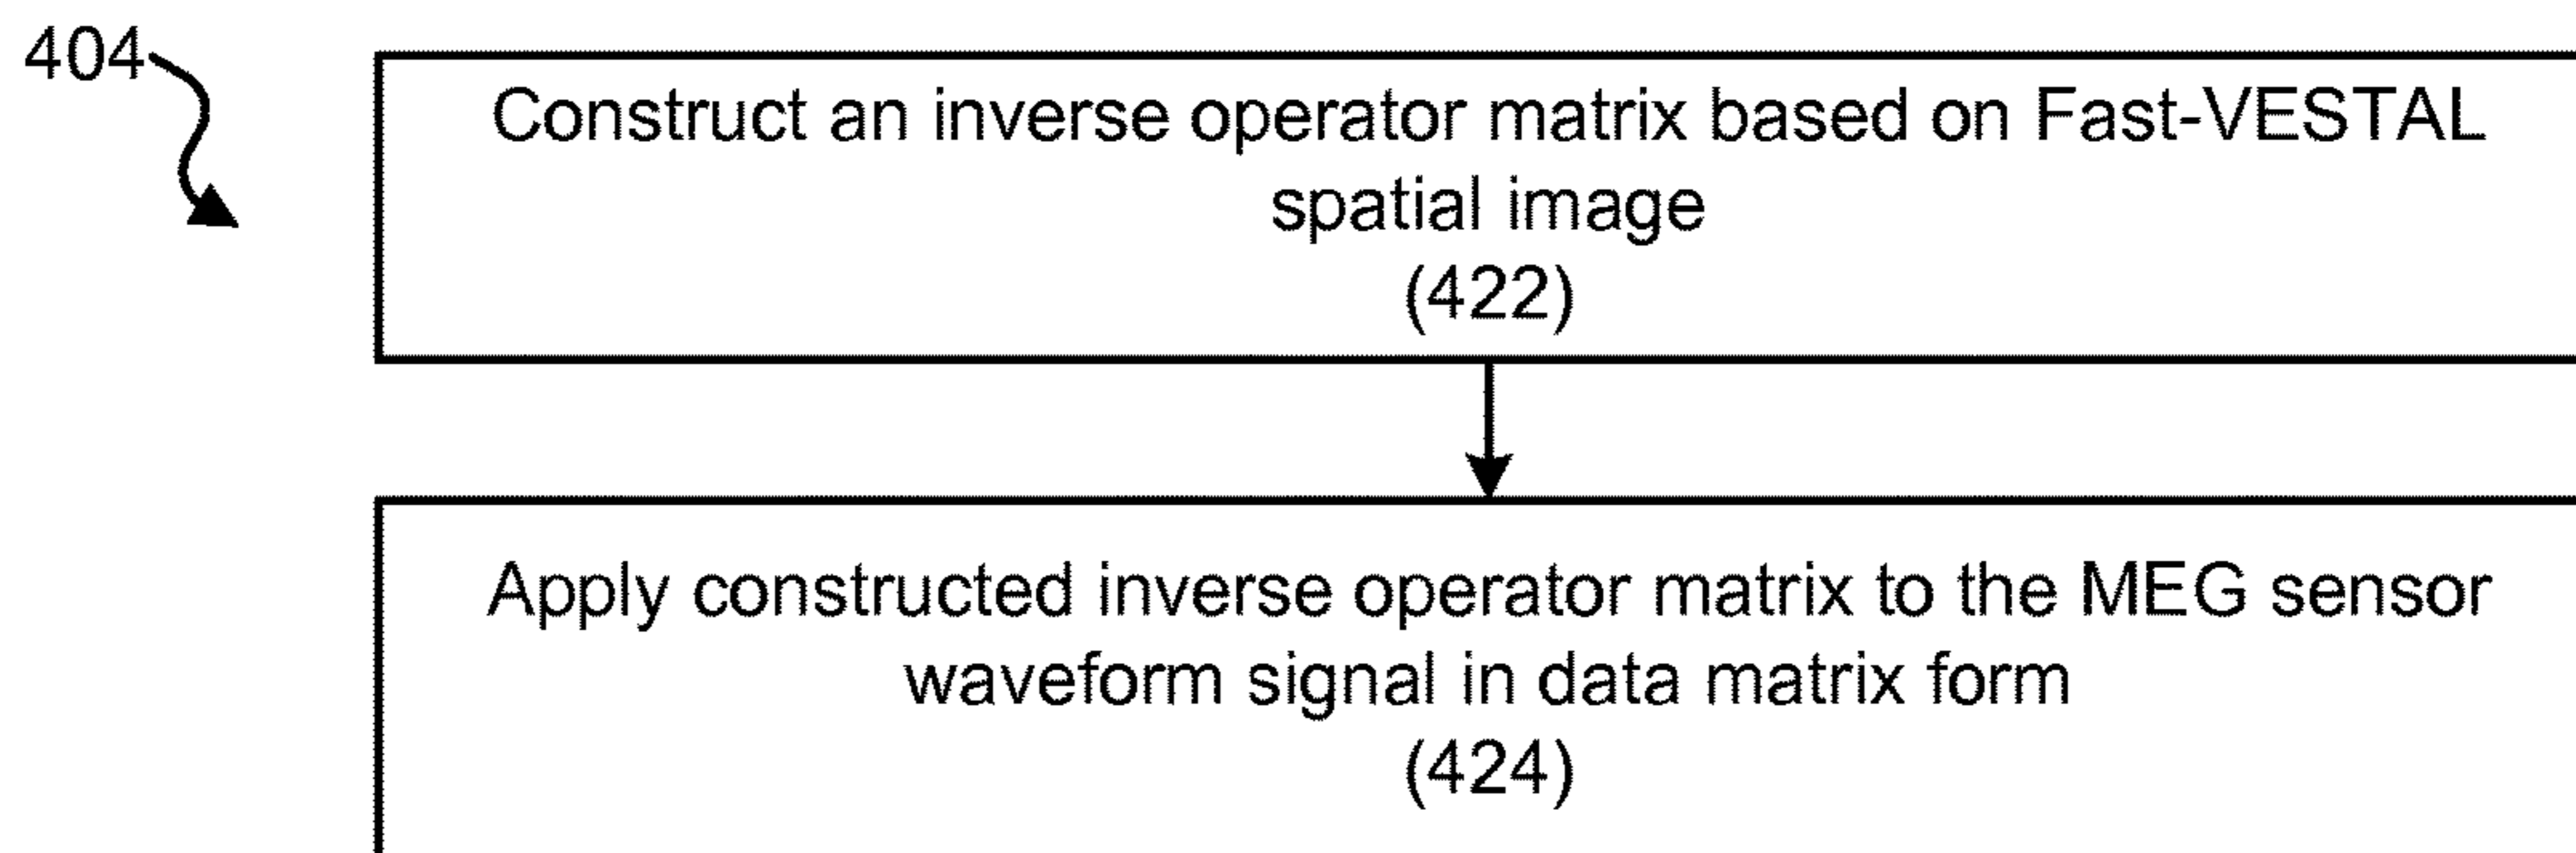 404
Construct an inverse operator matrix based on Fast-VESTAL
spatial image
(422)
Apply constructed inverse operator matrix to the MEG sensor
waveform signal in data matrix form
(424)